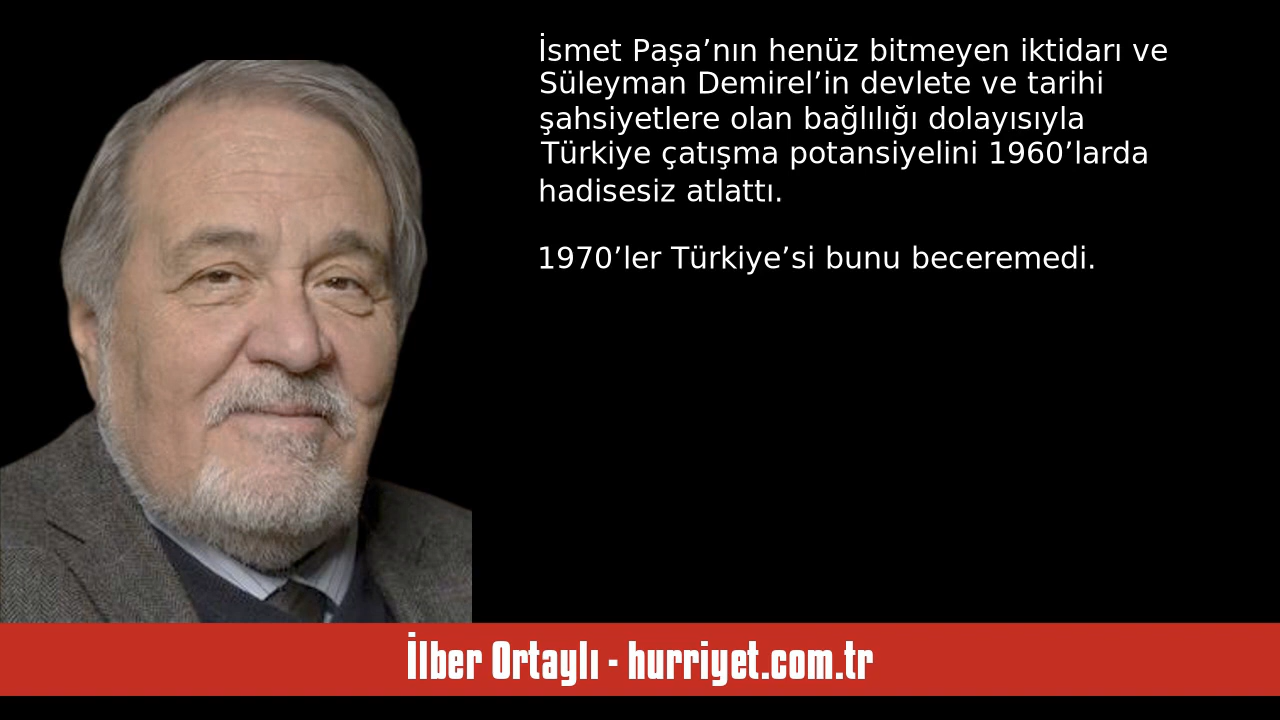 İsmet Paşa’nın henüz bitmeyen iktidarı ve
Süleyman Demirel’in devlete ve tarihi
şahsiyetlere olan bağlılığı dolayısıyla
Türkiye çatışma potansiyelini 1960’larda
hadisesiz atlattı.
1970’ler Türkiye’si bunu beceremedi.
İlber Ortaylı - hurriyet.com.tr